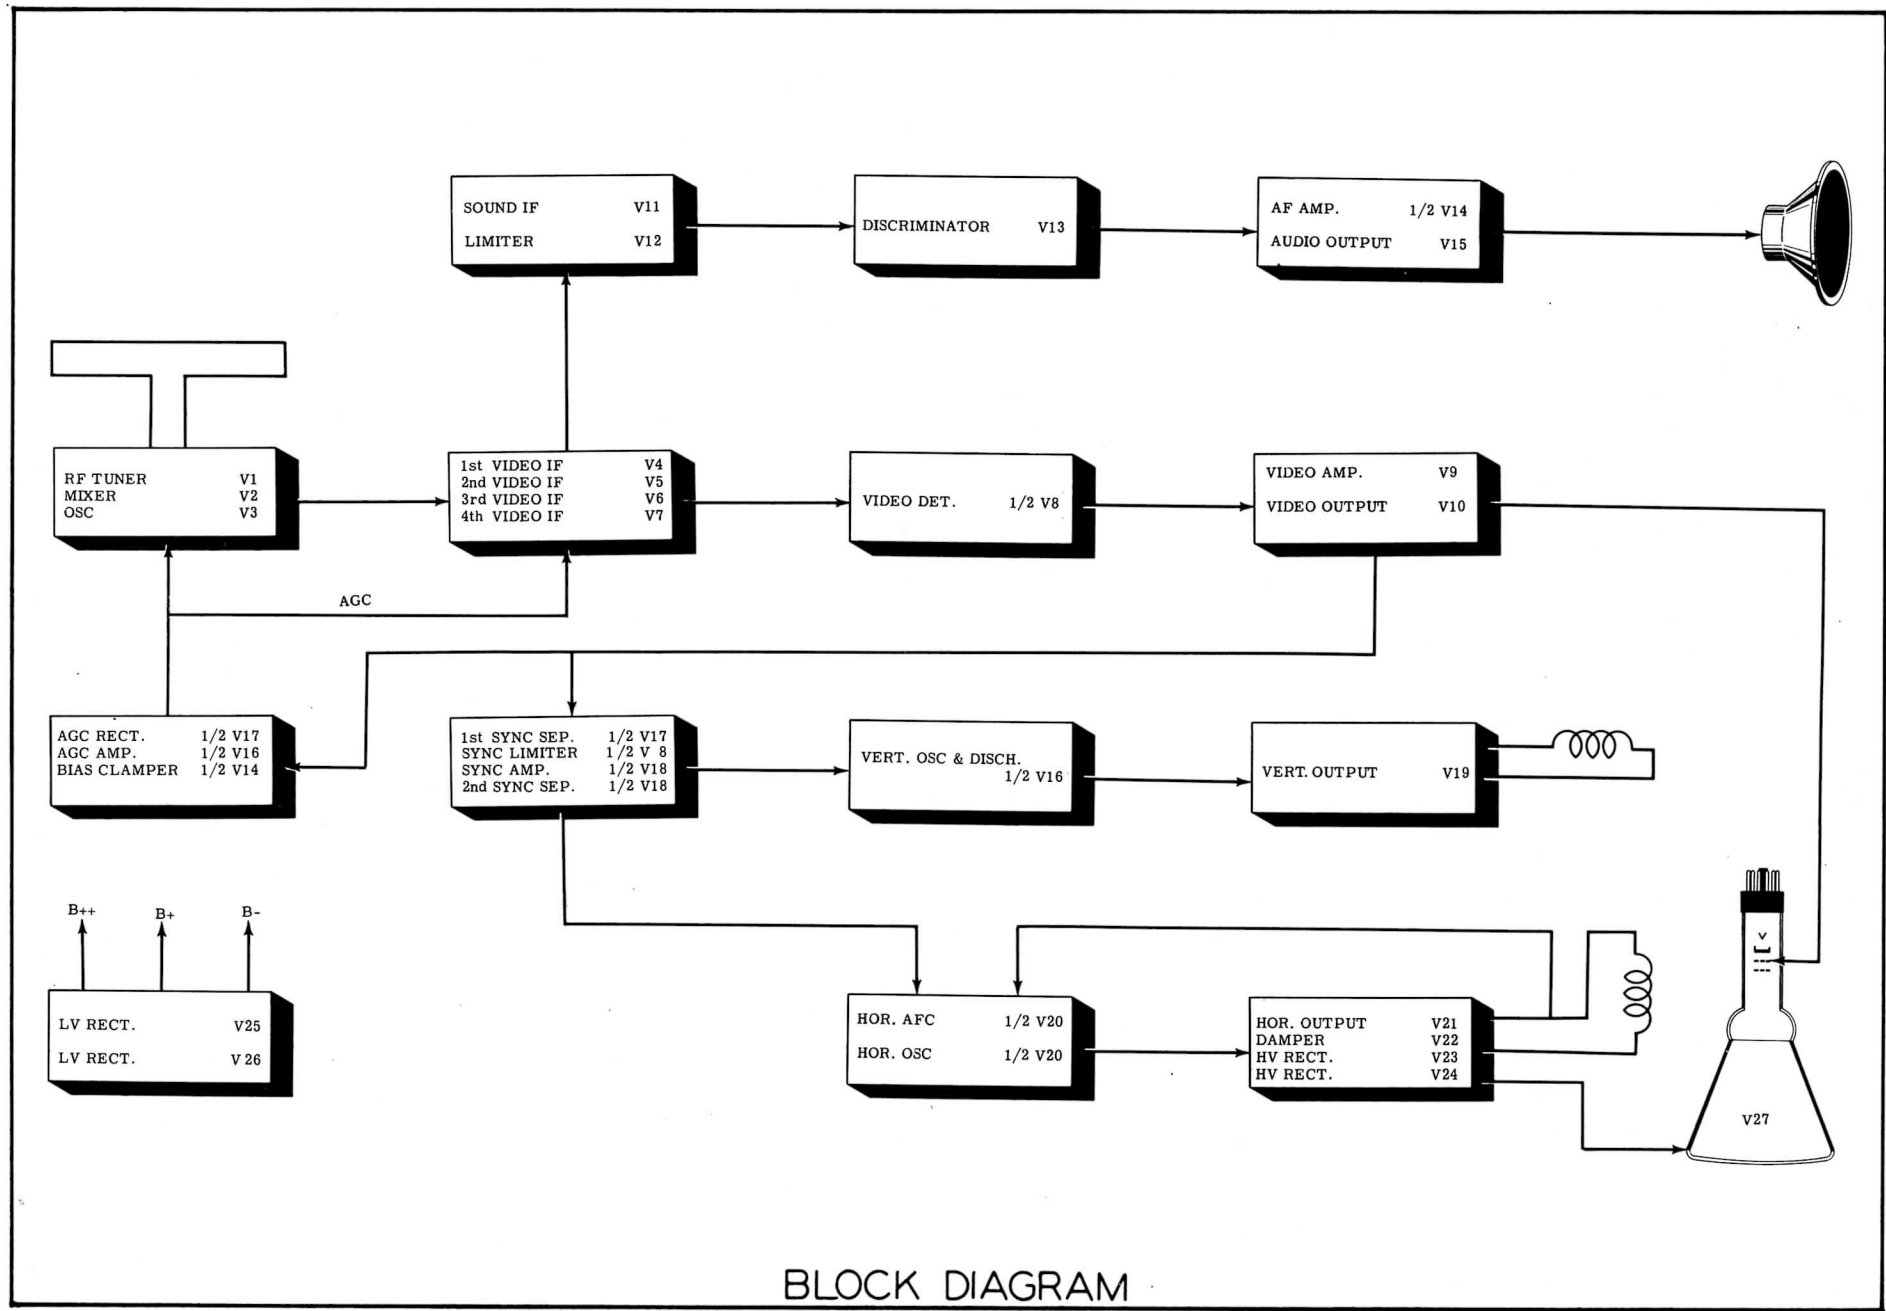 SOUND IF V11
LIMITER V12
DISCRIMINATOR V13
AF AMP. 1/2 V14
AUDIO OUTPUT V15
RF TUNER V1
MIXER V2
OSC V3
1st VIDEO IF V4
2nd VIDEO IF V5
3rd VIDEO IF V6
4th VIDEO IF V7
VIDEO DET. 1/2 V8
VIDEO AMP. V9
VIDEO OUTPUT V10
AGC
AGC RECT. 1/2 V17
AGC AMP. 1/2 V16
BIAS CLAMPER 1/2 V14
1st SYNC SEP. 1/2 V17
SYNC LIMITER 1/2 V 8
SYNC AMP. 1/2 V18
2nd SYNC SEP. 1/2 V18
VERT. OSC & DISCH.
1/2 V16
VERT. OUTPUT V19
B++ B+ B-
LV RECT. V25
LV RECT. V 26
HOR. AFC 1/2 V20
HOR. OSC 1/2 V20
HOR. OUTPUT V21
DAMPER V22
HV RECT. V23
HV RECT. V24
V27
BLOCK DIAGRAM